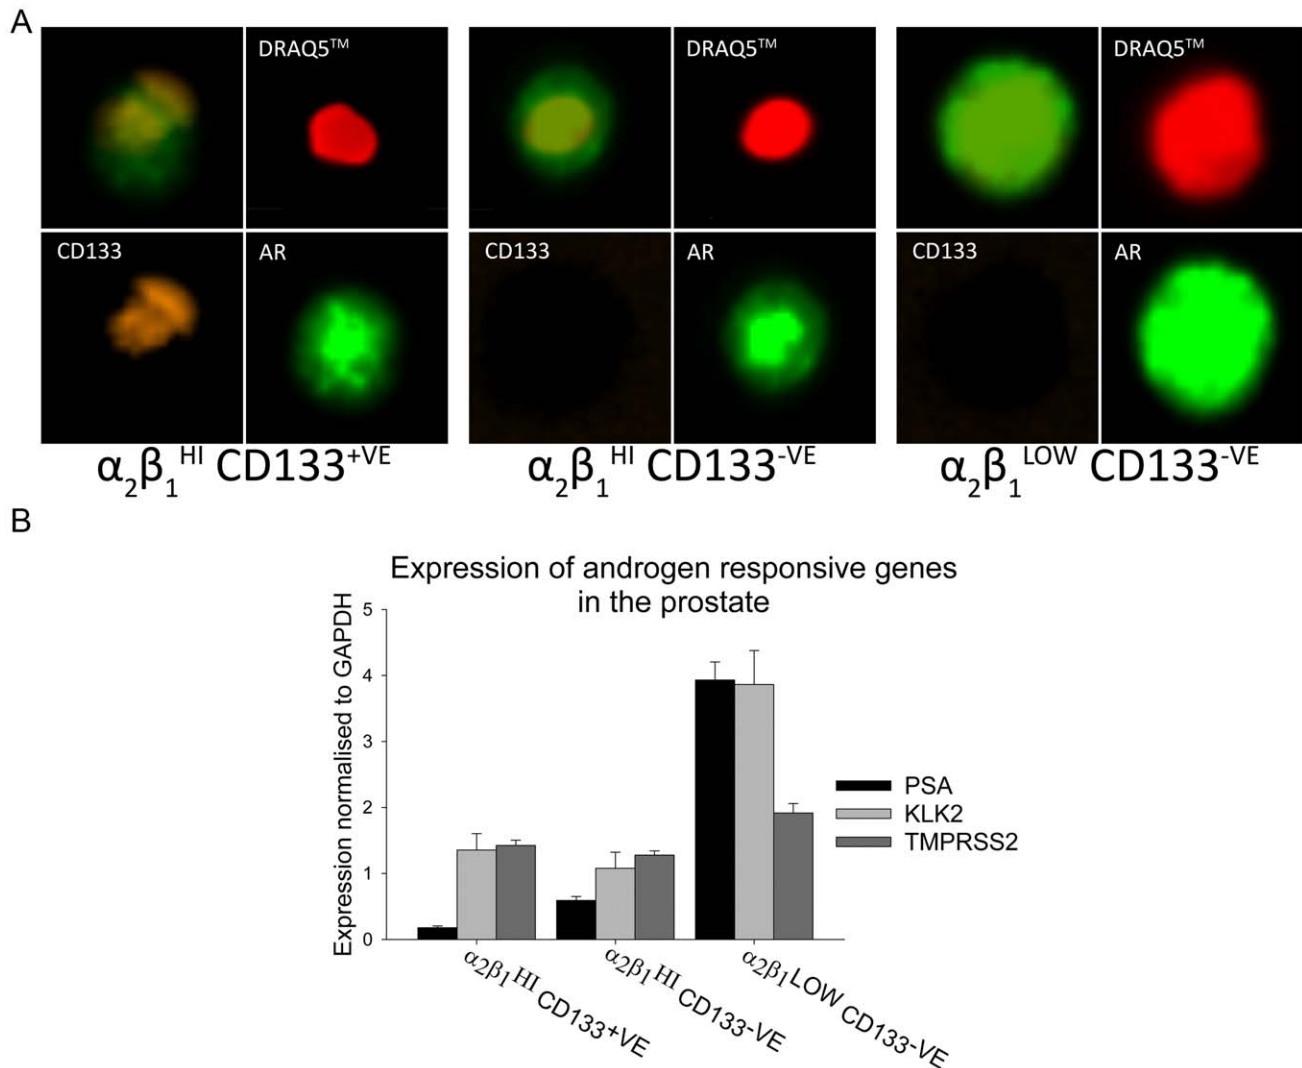 A
DRAQ5™
DRAQ5™
DRAQ5™
CD133
AR
CD133
AR
CD133
AR
α₂β₁ᴴᴵ CD133⁺ⱽᴱ
α₂β₁ᴴᴵ CD133⁻ⱽᴱ
α₂β₁ᴸᴼᵂ CD133⁻ⱽᴱ
B
Expression of androgen responsive genes
in the prostate
Expression normalised to GAPDH
5
4
3
2
1
0
PSA
KLK2
TMPRSS2
α₂β₁HI CD133+VE
α₂β₁HI CD133-VE
α₂β₁LOW CD133-VE